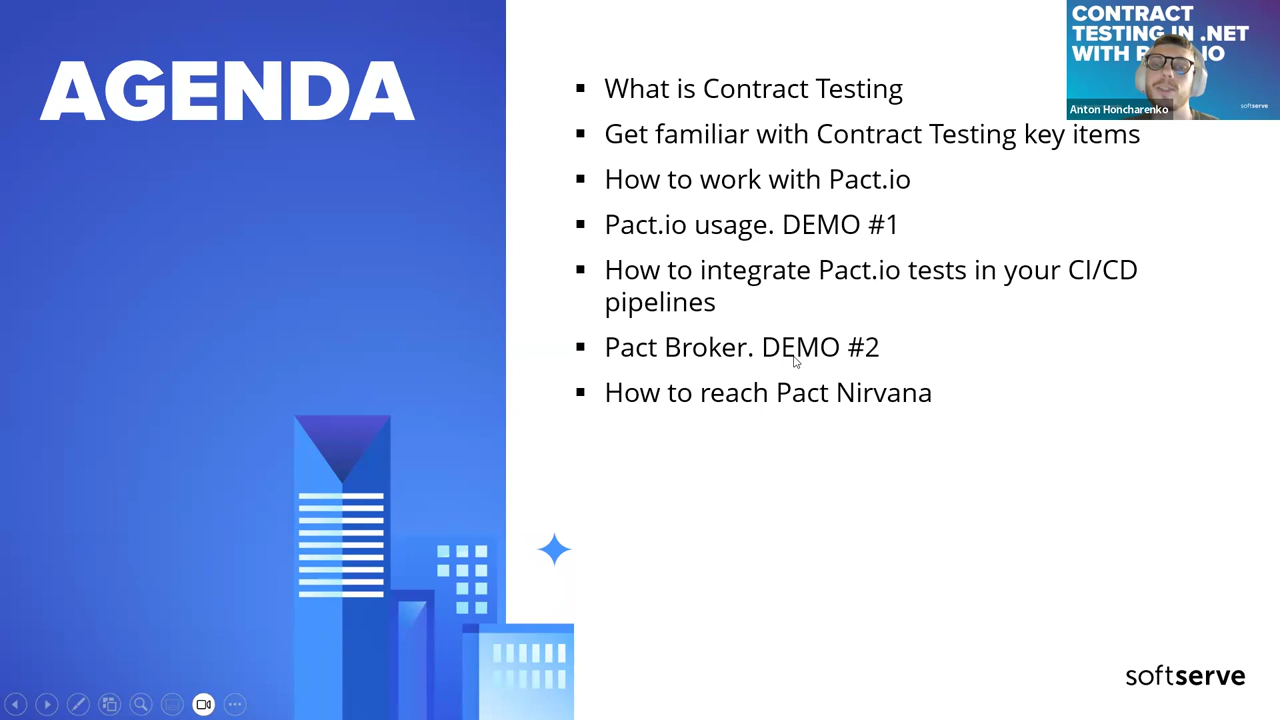 AGENDA
What is Contract Testing
Get familiar with Contract Testing key items
How to work with Pact.io
Pact.io usage. DEMO #1
How to integrate Pact.io tests in your CI/CD
pipelines
Pact Broker. DEMO #2
How to reach Pact Nirvana
CONTRACT
TESTING IN .NET
WITH IO
Anton Honcharenko
softserve
softserve